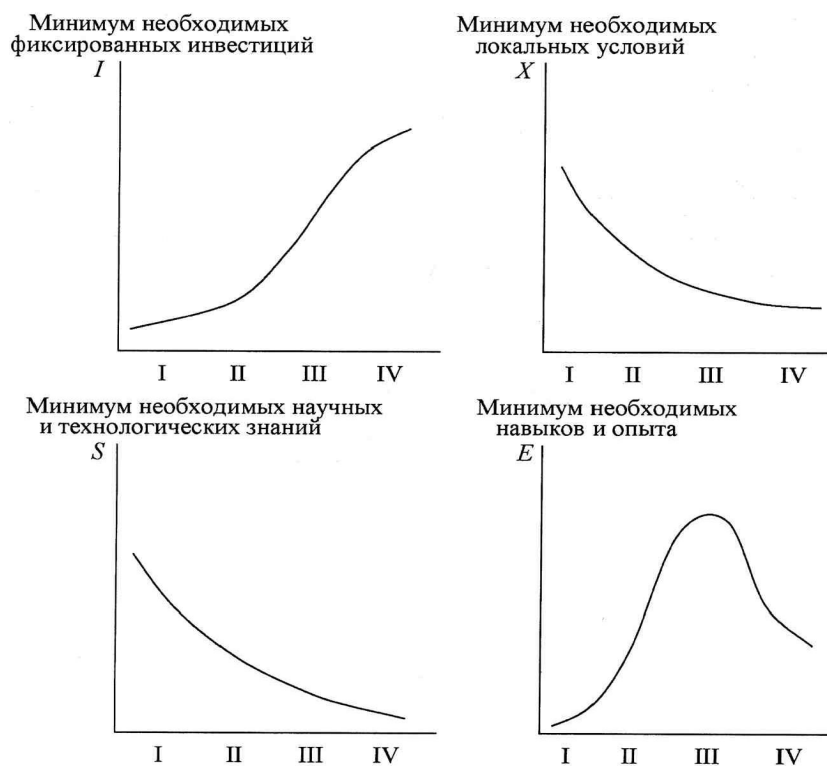 Минимум необходимых
фиксированных инвестиций
I
I II III IV
Минимум необходимых
локальных условий
X
I II III IV
Минимум необходимых научных
и технологических знаний
S
I II III IV
Минимум необходимых
навыков и опыта
E
I II III IV